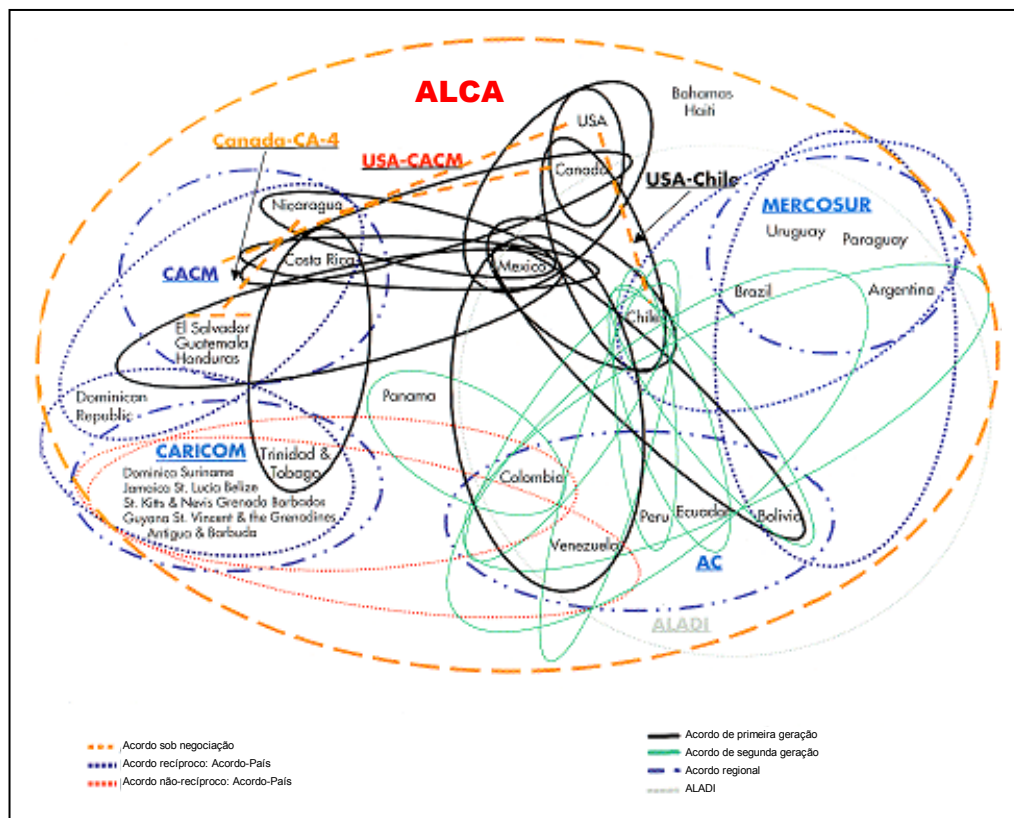 ALCA
Bahamas
Haiti
USA
Canada-CA-4
USA-CACM
Canada
USA-Chile
Nicaragua
MERCOSUR
Uruguay
Paraguay
CACM
Costa Rica
Mexico
Brazil
Argentina
Chile
El Salvador
Guatemala
Honduras
Dominican
Republic
Panama
CARICOM
Trinidad &
Tobago
Dominica Suriname
Jamaica St. Lucia Belize
St. Kitts & Nevis Grenada Barbados
Guyana St. Vincent & the Grenadines
Antigua & Barbuda
Colombia
Venezuela
Peru
Ecuador
Bolivia
AC
ALADI
Acordo sob negociação
Acordo recíproco: Acordo-País
Acordo não-recíproco: Acordo-País
Acordo de primeira geração
Acordo de segunda geração
Acordo regional
ALADI